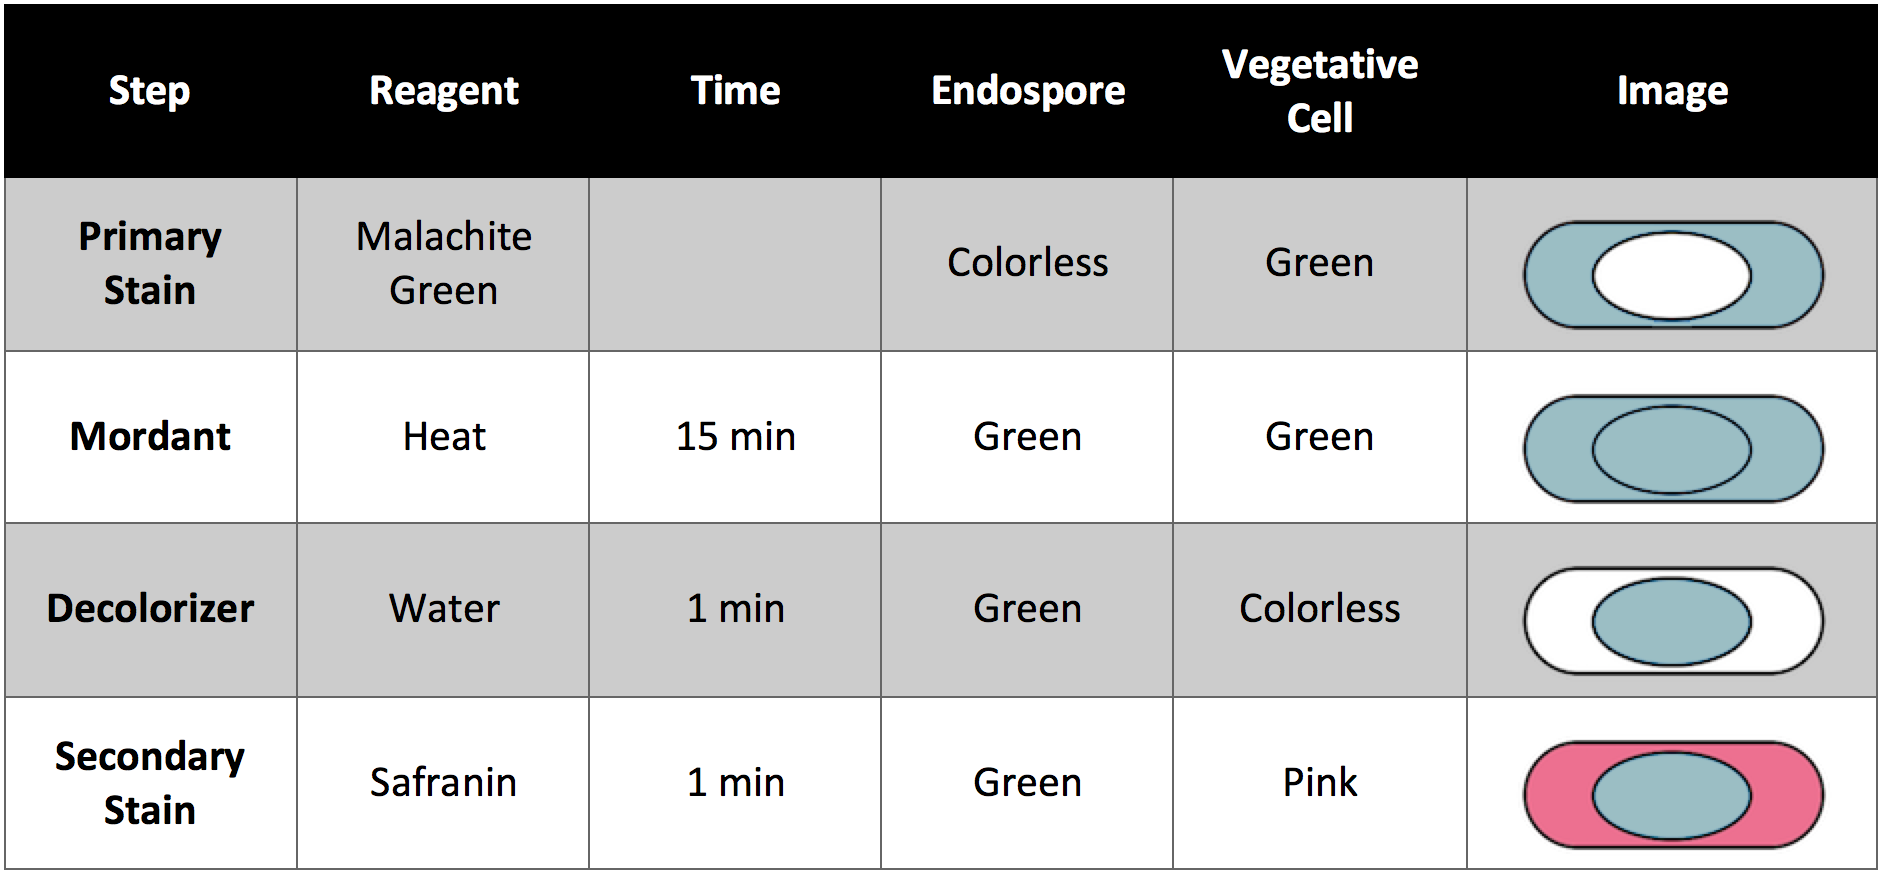 Step Reagent Time Endospore Vegetative Cell Image
Primary Stain Malachite Green Colorless Green
Mordant Heat 15 min Green Green
Decolorizer Water 1 min Green Colorless
Secondary Stain Safranin 1 min Green Pink